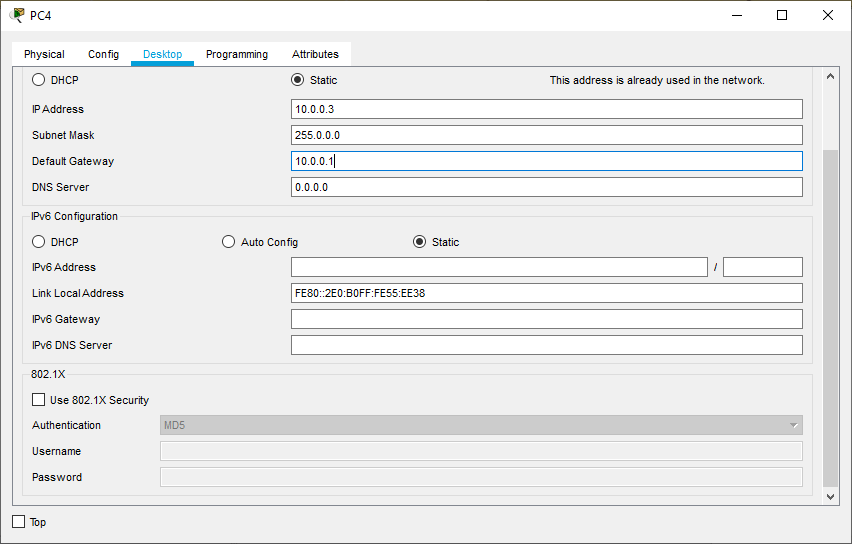 PC4
Physical Config Desktop Programming Attributes
DHCP Static This address is already used in the network.
IP Address 10.0.0.3
Subnet Mask 255.0.0.0
Default Gateway 10.0.0.1
DNS Server 0.0.0.0
IPv6 Configuration
DHCP Auto Config Static
IPv6 Address /
Link Local Address FE80::2E0:B0FF:FE55:EE38
IPv6 Gateway
IPv6 DNS Server
802.1X
Use 802.1X Security
Authentication MD5
Username
Password
Top